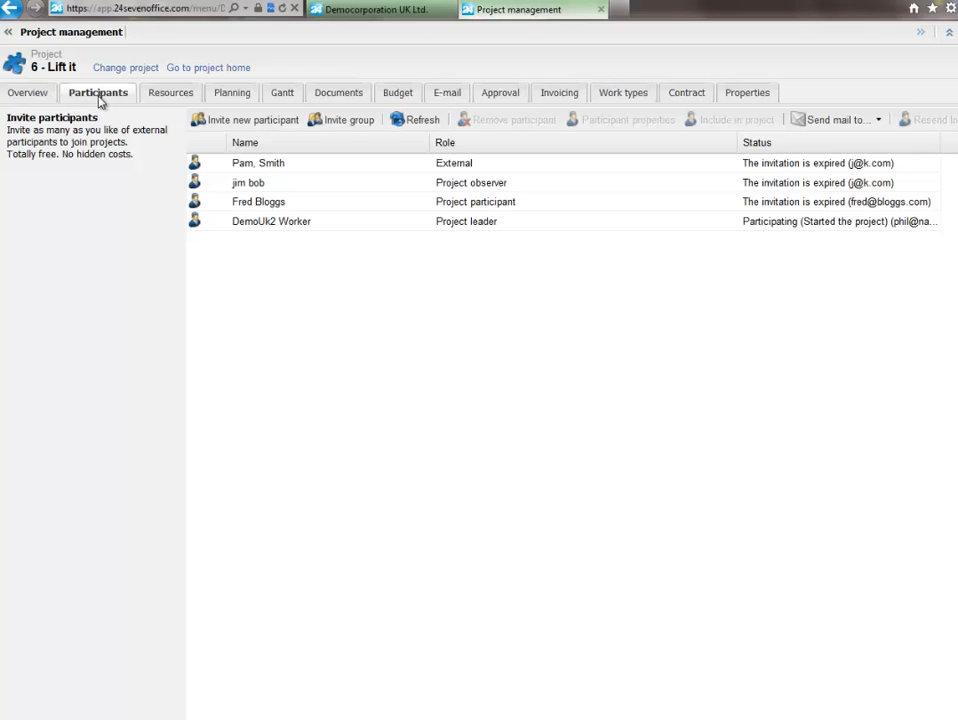 https://app.24sevenoffice.com/menu/
24 Democorporation UK Ltd.
24 Project management
Project management
Project
6 - Lift it
Change project
Go to project home
Overview
Participants
Resources
Planning
Gantt
Documents
Budget
E-mail
Approval
Invoicing
Work types
Contract
Properties
Invite participants
Invite as many as you like of external
participants to join projects.
Totally free. No hidden costs.
Invite new participant
Invite group
Refresh
Remove participant
Participant properties
Include in project
Send mail to...
Resend In
Name Role Status
Pam, Smith External The invitation is expired (j@k.com)
jim bob Project observer The invitation is expired (j@k.com)
Fred Bloggs Project participant The invitation is expired (fred@bloggs.com)
DemoUk2 Worker Project leader Participating (Started the project) (phil@na...